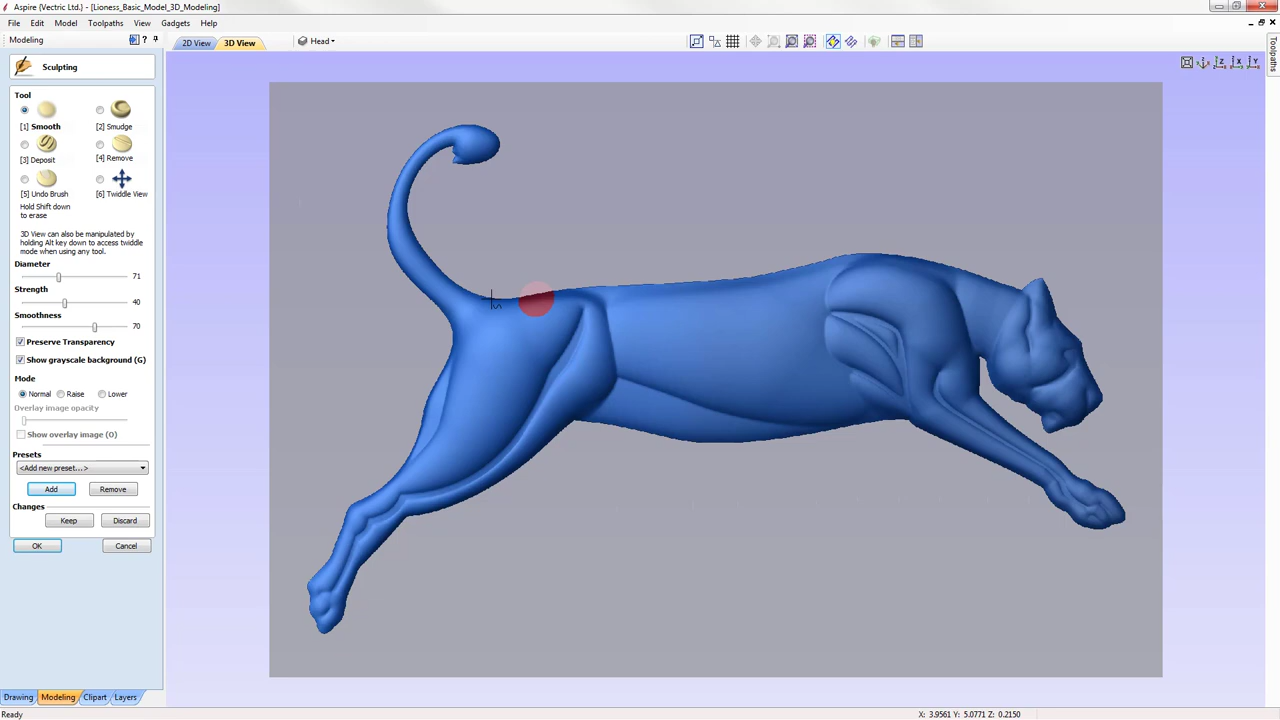 Aspire (Vectric Ltd.) - [Lioness_Basic_Model_3D_Modeling]
File Edit Model Toolpaths View Gadgets Help
Modeling ?
2D View 3D View Head
Toolpaths
Sculpting
Tool
[1] Smooth [2] Smudge
[3] Deposit [4] Remove
[5] Undo Brush [6] Twiddle View
Hold Shift down
to erase
3D View can also be manipulated by
holding Alt key down to access twiddle
mode when using any tool.
Diameter
71
Strength
40
Smoothness
70
Preserve Transparency
Show grayscale background (G)
Mode
Normal Raise Lower
Overlay image opacity
Show overlay image (O)
Presets
<Add new preset...>
Add Remove
Changes
Keep Discard
OK Cancel
Drawing Modeling Clipart Layers
Ready X: 3.9561 Y: 5.0771 Z: 0.2150